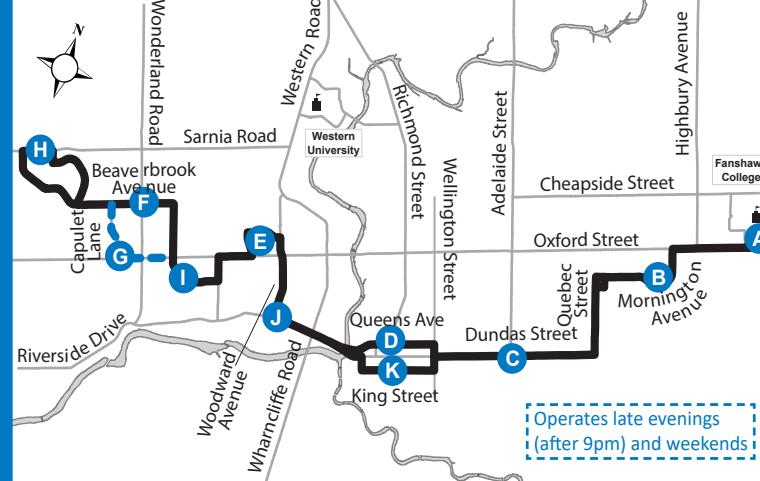 N
Wonderland Road
Western Road
Sarnia Road
Western
University
Richmond Street
Wellington Street
Adelaide Street
Highbury Avenue
Cheapside Street
Fanshaw
College
H
Beaverbrook
Avenue
F
Capulet
Lane
G
I
E
Oxford Street
A
B
Mornington
Avenue
Quebec
Street
J
Queens Ave
D
K
King Street
Dundas Street
C
Riverside Drive
Woodward
Avenue
Wharncliffe Road
Operates late evenings
(after 9pm) and weekends